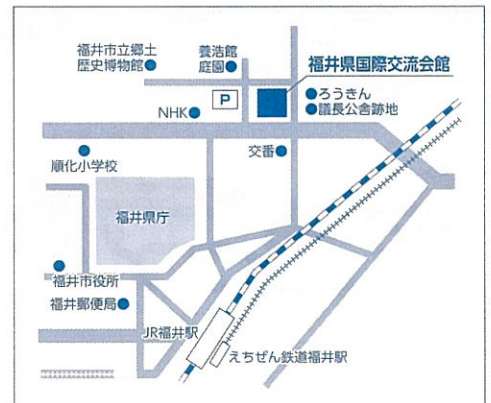 福井市立郷土
歴史博物館
養浩館
庭園
福井県国際交流会館
P
ろうきん
NHK
議長公舎跡地
交番
順化小学校
福井県庁
福井市役所
福井郵便局
JR福井駅
えちぜん鉄道福井駅